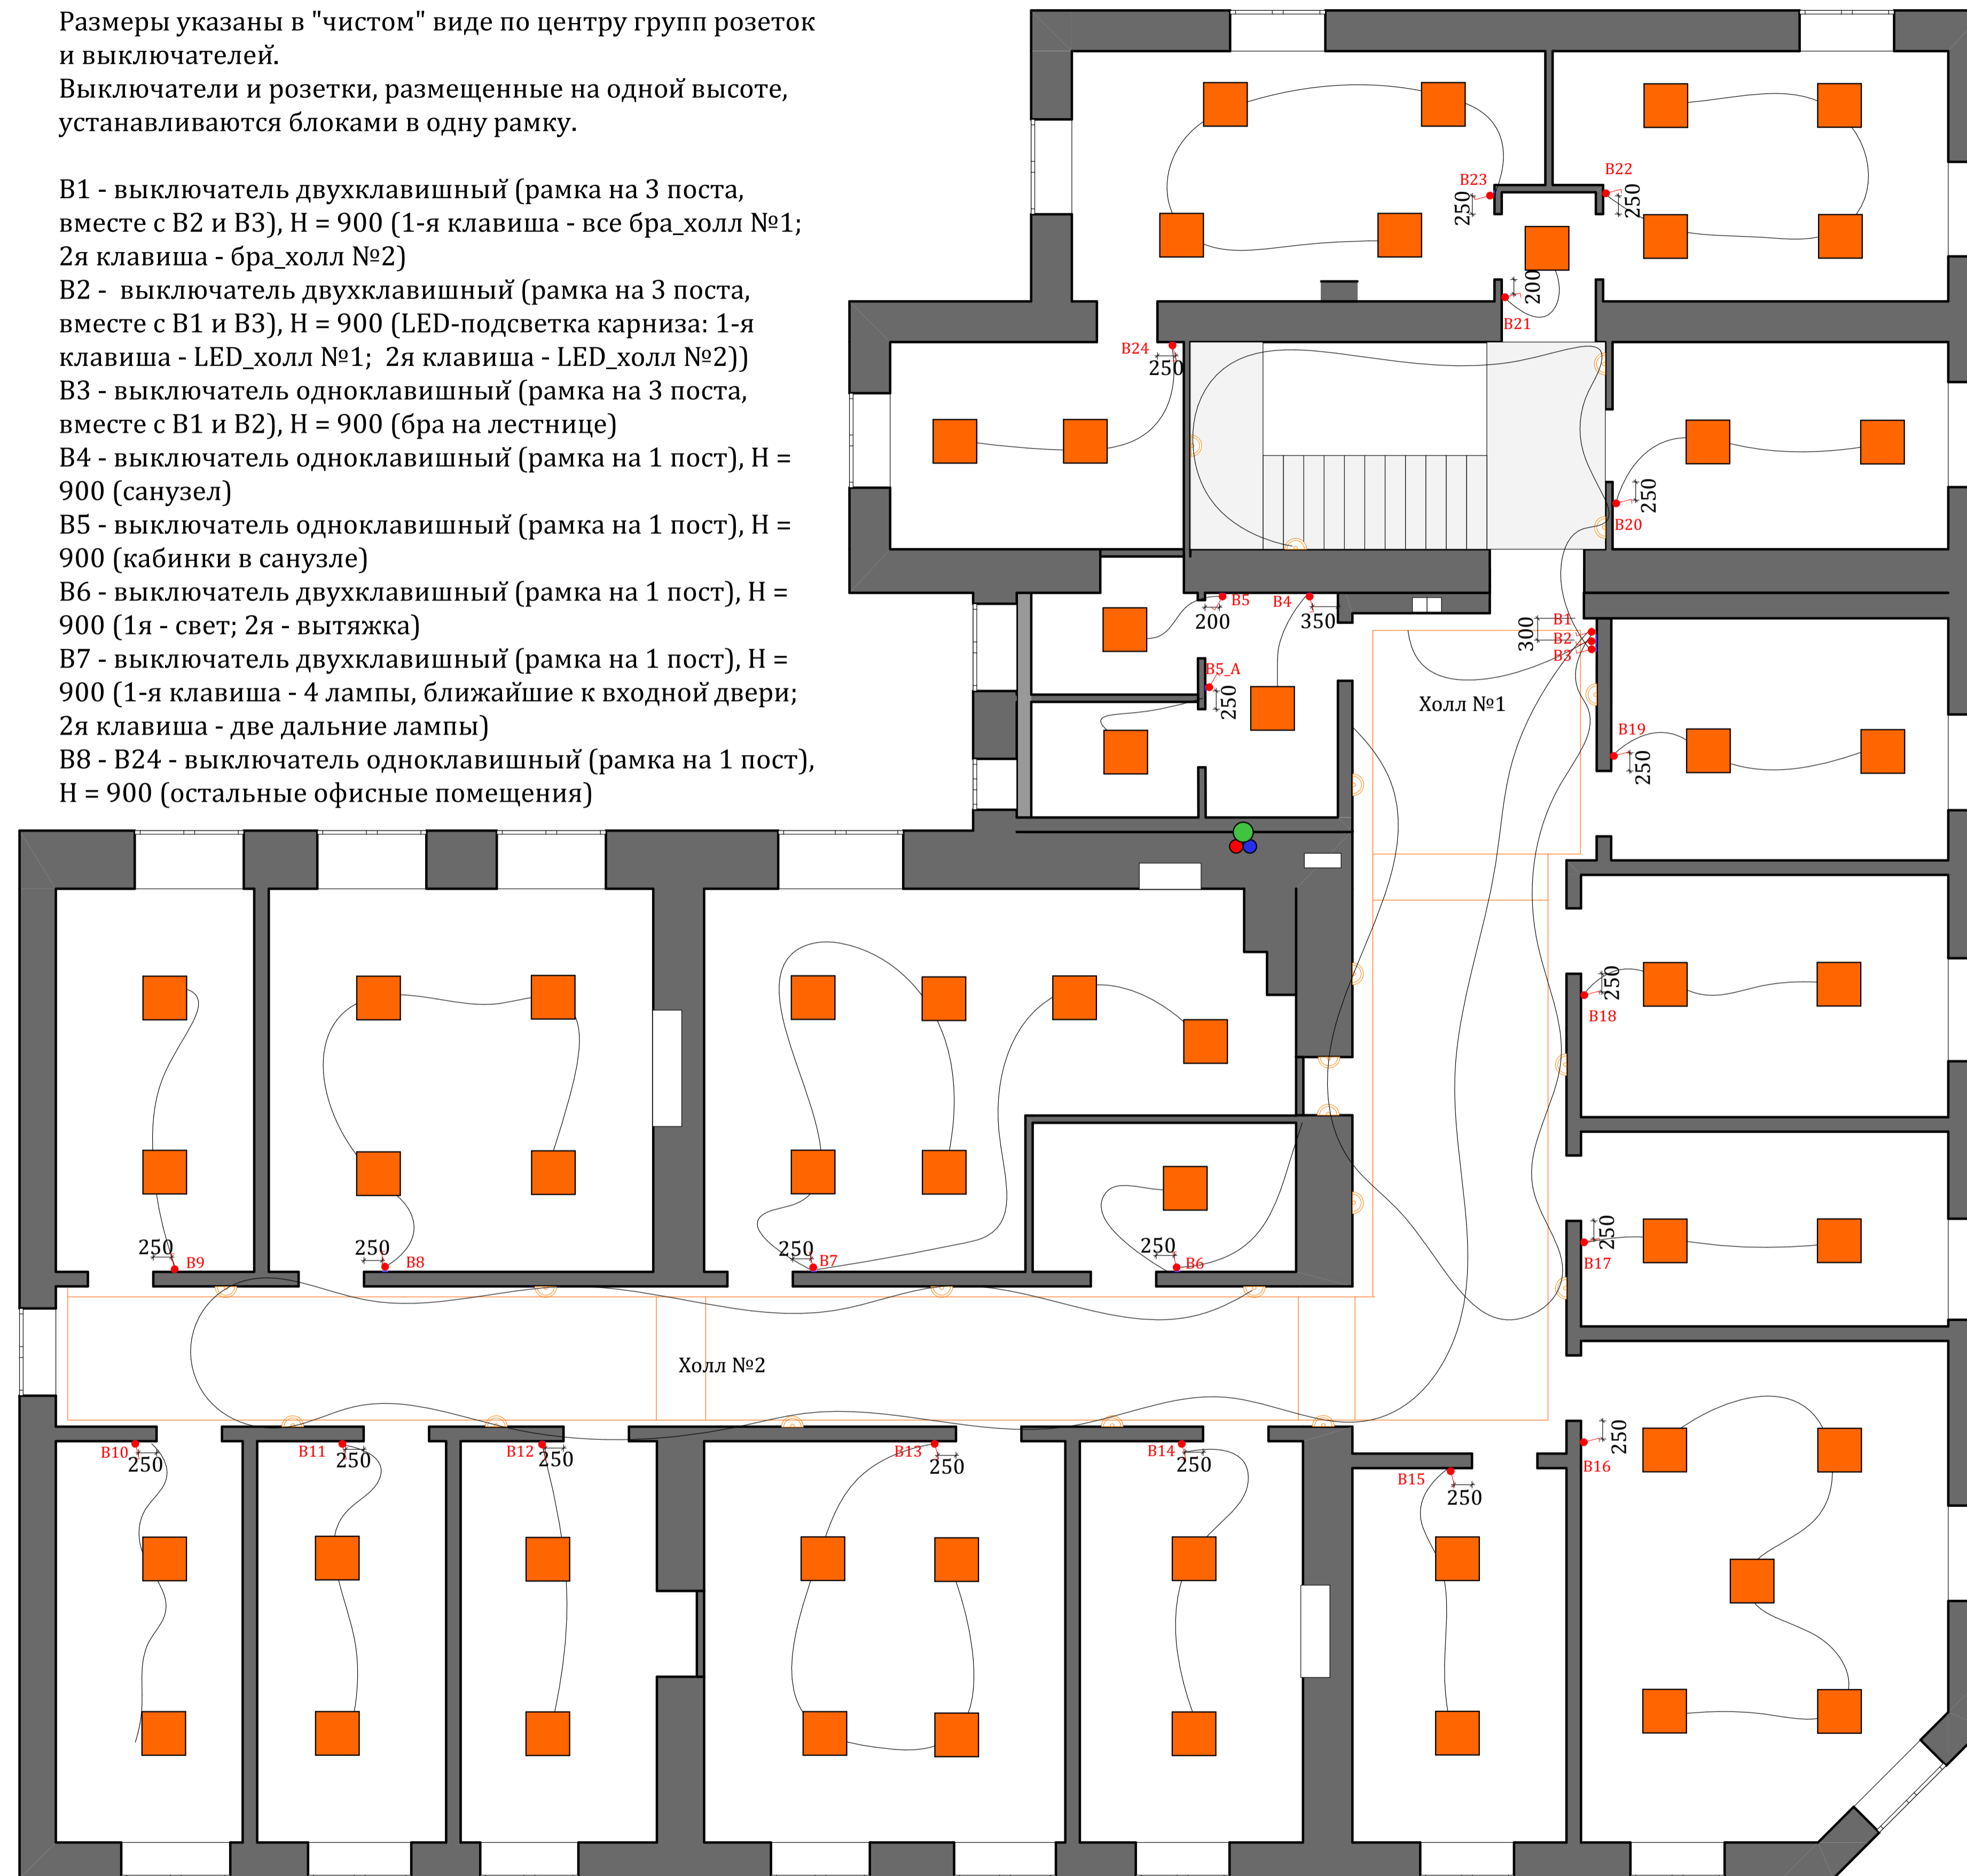 Размеры указаны в "чистом" виде по центру групп розеток
и выключателей.
Выключатели и розетки, размещенные на одной высоте,
устанавливаются блоками в одну рамку.
В1 - выключатель двухклавишный (рамка на 3 поста,
вместе с В2 и В3), Н = 900 (1-я клавиша - все бра_холл №1;
2я клавиша - бра_холл №2)
В2 -  выключатель двухклавишный (рамка на 3 поста,
вместе с В1 и В3), Н = 900 (LED-подсветка карниза: 1-я
клавиша - LED_холл №1;  2я клавиша - LED_холл №2))
В3 - выключатель одноклавишный (рамка на 3 поста,
вместе с В1 и В2), Н = 900 (бра на лестнице)
В4 - выключатель одноклавишный (рамка на 1 пост), Н =
900 (санузел)
В5 - выключатель одноклавишный (рамка на 1 пост), Н =
900 (кабинки в санузле)
В6 - выключатель двухклавишный (рамка на 1 пост), Н =
900 (1я - свет; 2я - вытяжка)
В7 - выключатель двухклавишный (рамка на 1 пост), Н =
900 (1-я клавиша - 4 лампы, ближайшие к входной двери;
2я клавиша - две дальние лампы)
В8 - В24 - выключатель одноклавишный (рамка на 1 пост),
Н = 900 (остальные офисные помещения)
В23
250
В22
250
200
В21
В24
250
250
В20
В5
200
В4
350
В5_А
250
300
В1
В2
В3
Холл №1
В19
250
250
В18
250
В17
250
В9
250
В8
250
В7
250
В6
Холл №2
В10
250
В11
250
В12
250
В13
250
В14
250
В15
250
250
В16